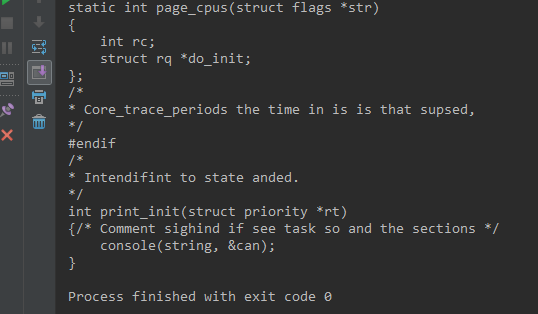 static int page_cpus(struct flags *str)
{
    int rc;
    struct rq *do_init;
};
/*
* Core_trace_periods the time in is is that supsed,
*/
#endif
/*
* Intendifint to state anded.
*/
int print_init(struct priority *rt)
{/* Comment sighind if see task so and the sections */
    console(string, &can);
}

Process finished with exit code 0